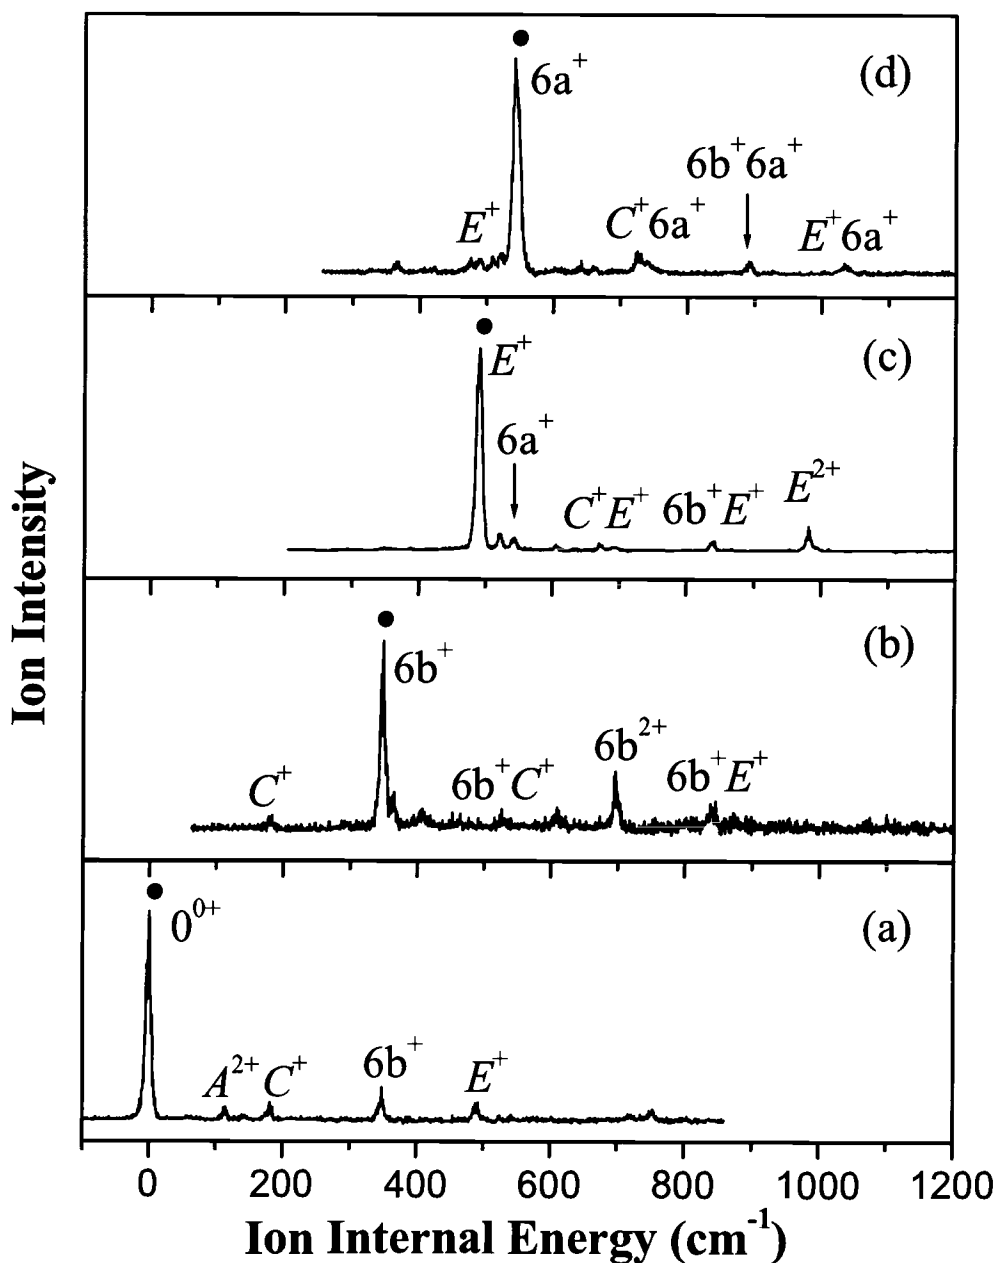 (d)
6a⁺
6b⁺6a⁺
E⁺
C⁺6a⁺
E⁺6a⁺
(c)
E⁺
6a⁺
C⁺E⁺
6b⁺E⁺
E²⁺
(b)
6b⁺
C⁺
6b⁺C⁺
6b²⁺
6b⁺E⁺
(a)
0⁰⁺
A²⁺
C⁺
6b⁺
E⁺
0 200 400 600 800 1000 1200
Ion Internal Energy (cm⁻¹)
Ion Intensity